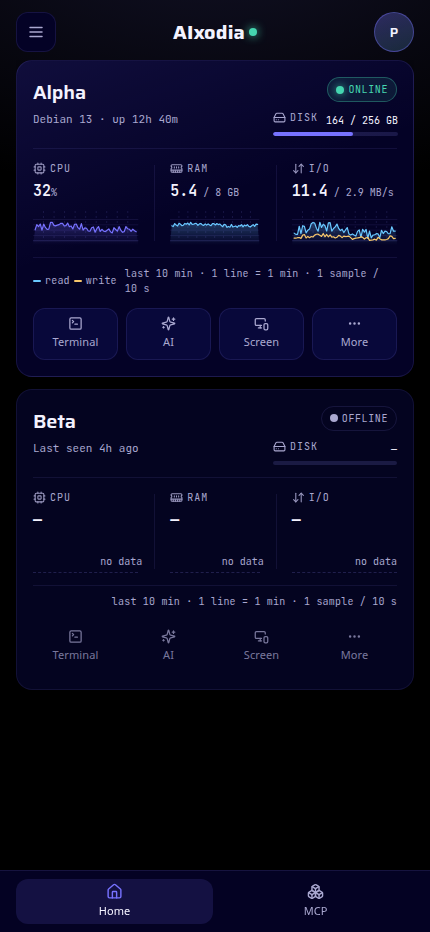 AIxodia
P
Alpha
ONLINE
Debian 13 · up 12h 40m
DISK 164 / 256 GB
CPU
RAM
I/O
32%
5.4 / 8 GB
11.4 / 2.9 MB/s
read write last 10 min · 1 line = 1 min · 1 sample /
10 s
Terminal
AI
Screen
More
Beta
OFFLINE
Last seen 4h ago
DISK –
CPU
RAM
I/O
–
–
–
no data
no data
no data
last 10 min · 1 line = 1 min · 1 sample / 10 s
Terminal
AI
Screen
More
Home
MCP